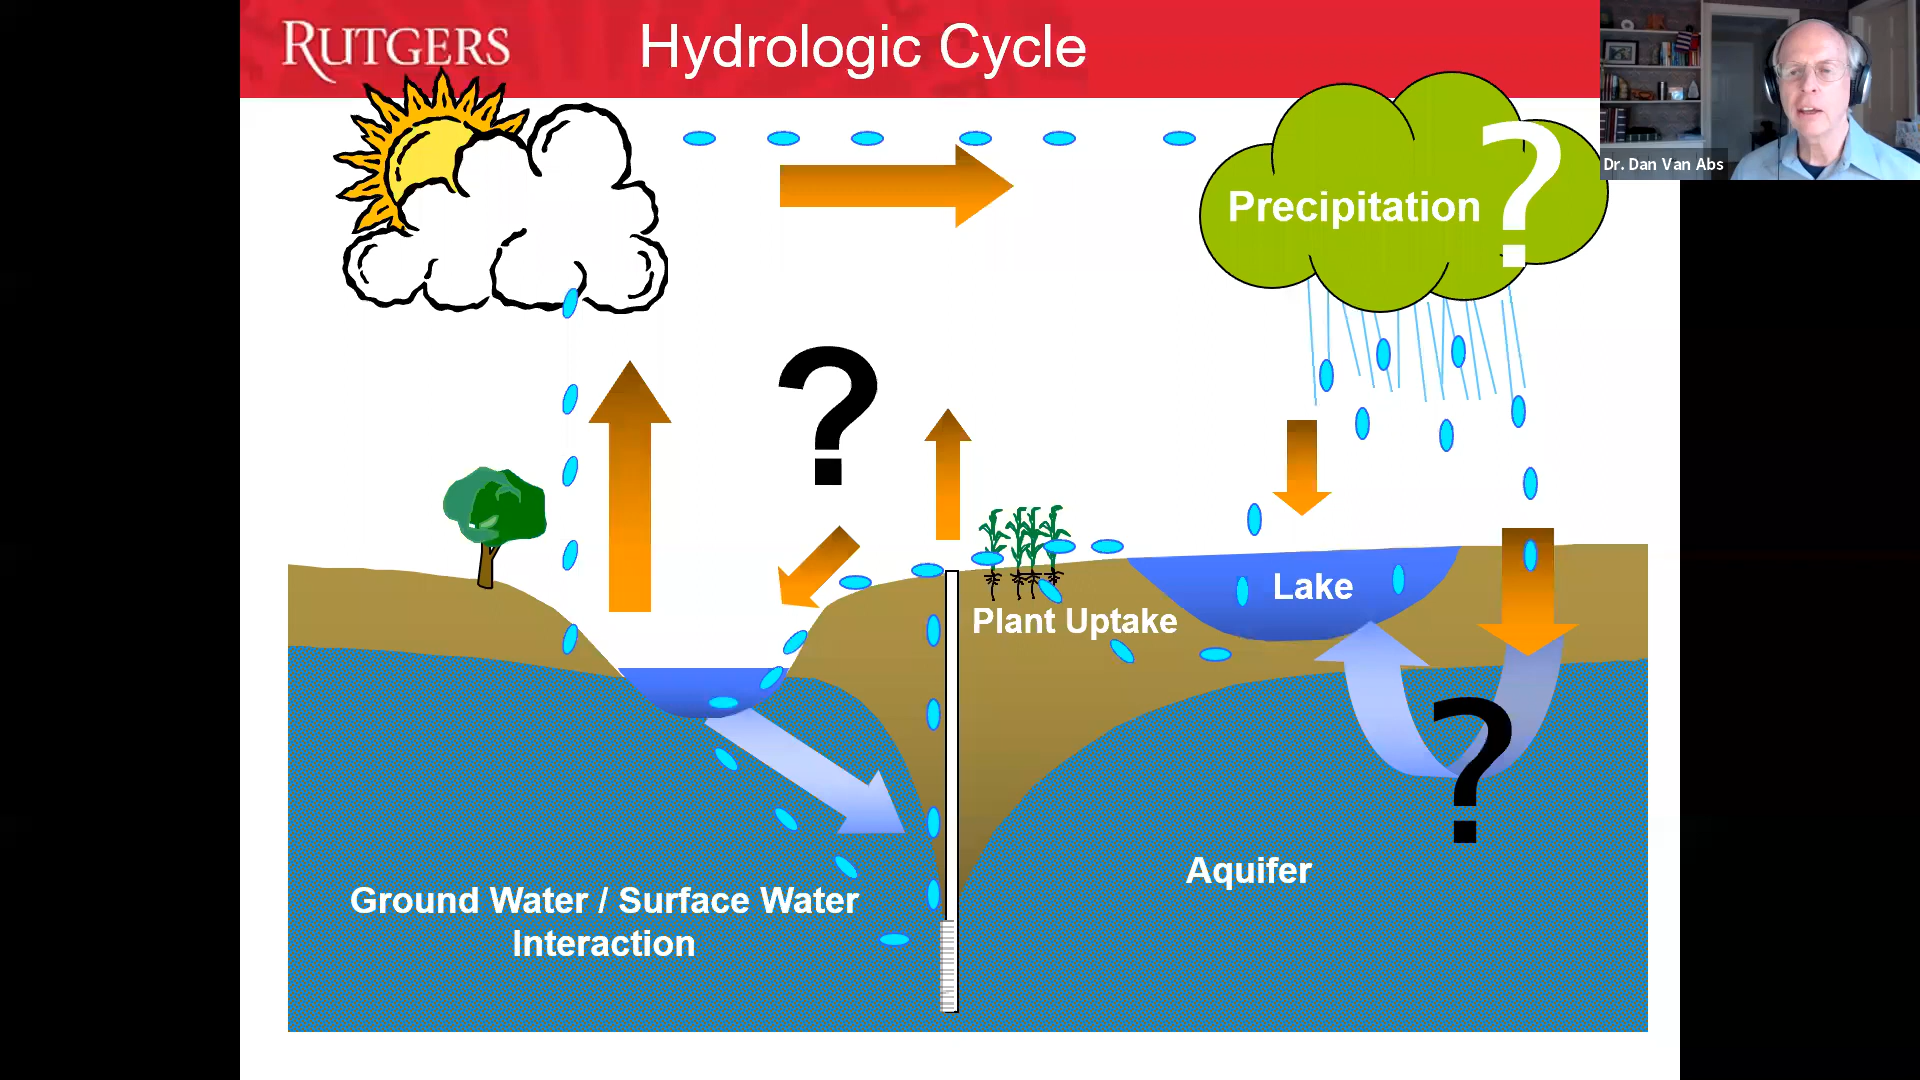 RUTGERS
Hydrologic Cycle
Dr. Dan Van Abs
Precipitation ?
?
Lake
Plant Uptake
?
Aquifer
Ground Water / Surface Water
Interaction